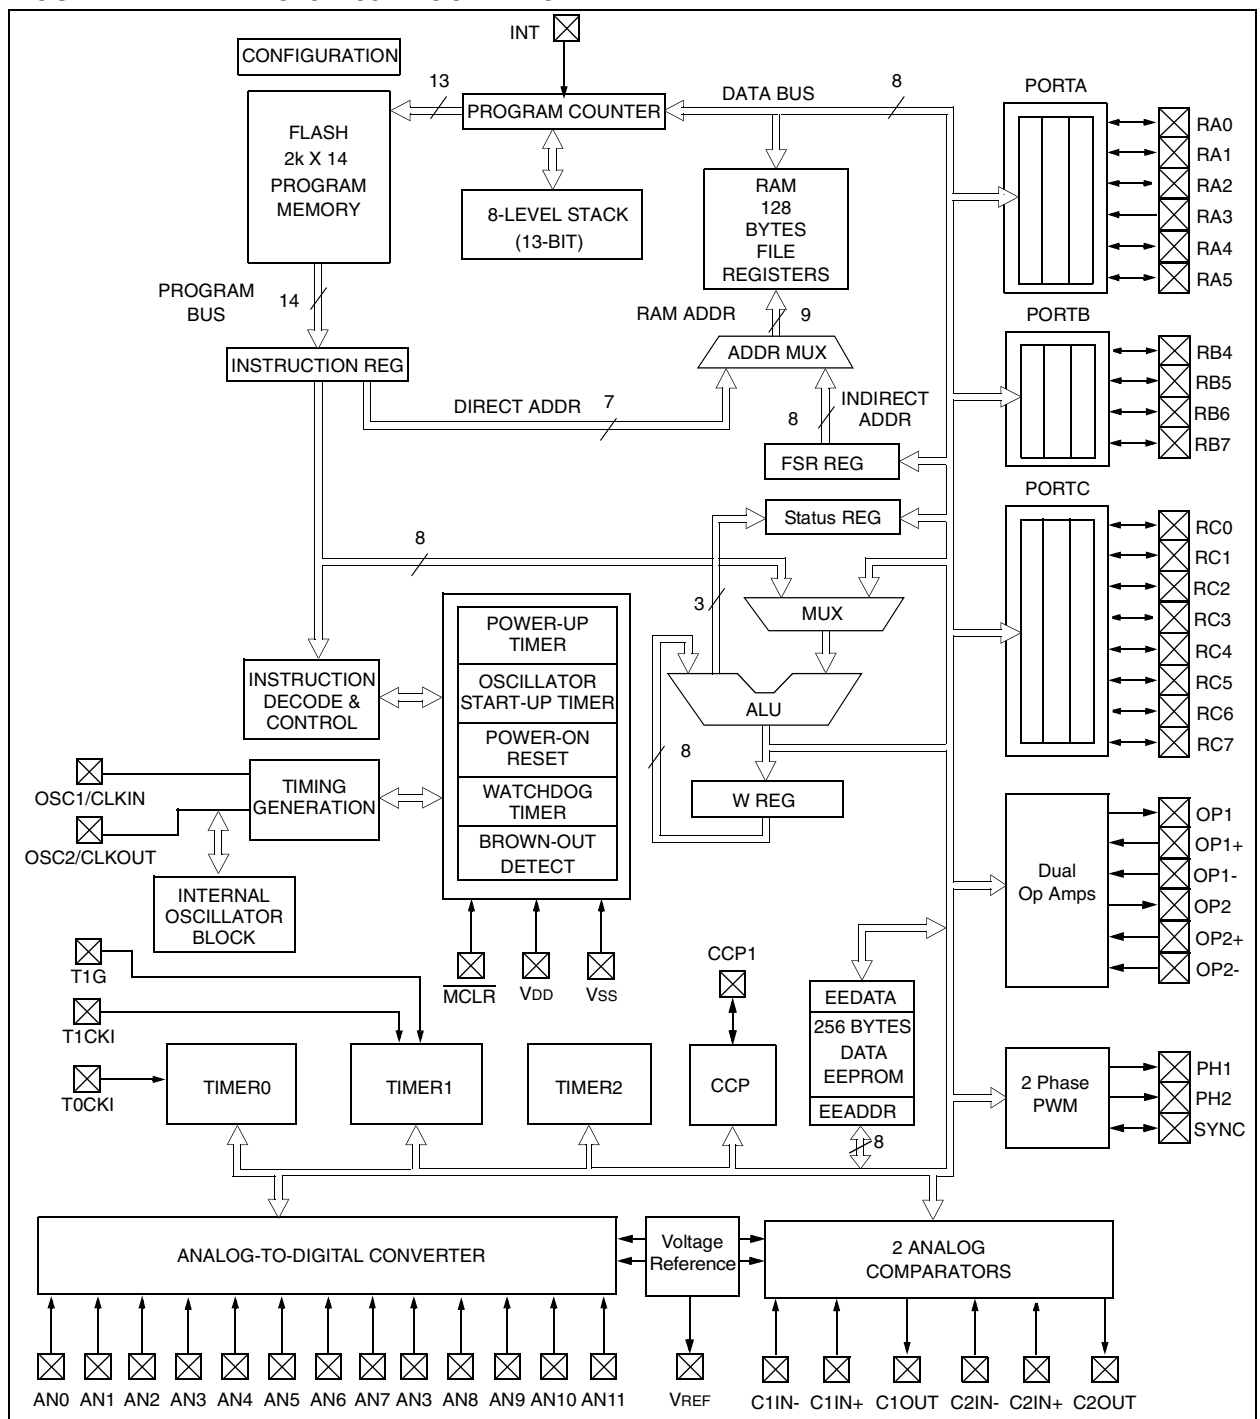 INT
CONFIGURATION
13
PROGRAM COUNTER
DATA BUS
8
PORTA
FLASH
2k X 14
PROGRAM
MEMORY
8-LEVEL STACK
(13-BIT)
RAM
128
BYTES
FILE
REGISTERS
RA0
RA1
RA2
RA3
RA4
RA5
PROGRAM
BUS
14
RAM ADDR
9
ADDR MUX
PORTB
RB4
RB5
RB6
RB7
INSTRUCTION REG
DIRECT ADDR
7
8
INDIRECT
ADDR
FSR REG
Status REG
PORTC
RC0
RC1
RC2
RC3
RC4
RC5
RC6
RC7
8
3
MUX
ALU
8
W REG
POWER-UP
TIMER
OSCILLATOR
START-UP TIMER
POWER-ON
RESET
WATCHDOG
TIMER
BROWN-OUT
DETECT
INSTRUCTION
DECODE &
CONTROL
OSC1/CLKIN
TIMING
GENERATION
OSC2/CLKOUT
INTERNAL
OSCILLATOR
BLOCK
Dual
Op Amps
OP1
OP1+
OP1-
OP2
OP2+
OP2-
T1G
T1CKI
T0CKI
MCLR
VDD
VSS
CCP1
EEDATA
256 BYTES
DATA
EEPROM
EEADDR
8
TIMER0
TIMER1
TIMER2
CCP
2 Phase
PWM
PH1
PH2
SYNC
ANALOG-TO-DIGITAL CONVERTER
Voltage
Reference
2 ANALOG
COMPARATORS
AN0 AN1 AN2 AN3 AN4 AN5 AN6 AN7 AN3 AN8 AN9 AN10 AN11
VREF
C1IN- C1IN+ C1OUT C2IN- C2IN+ C2OUT